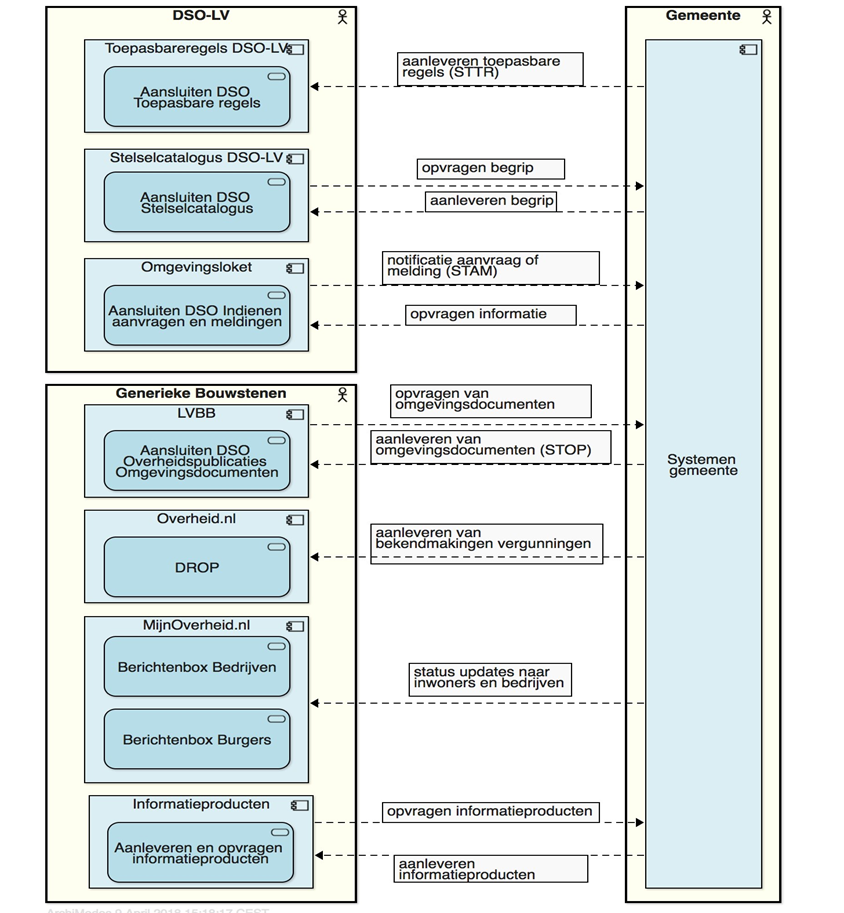 DSO-LV
Toepasbareregels DSO-LV
Aansluiten DSO
Toepasbare regels
Stelselcatalogus DSO-LV
Aansluiten DSO
Stelselcatalogus
Omgevingsloket
Aansluiten DSO Indienen
aanvragen en meldingen
aanleveren toepasbare
regels (STTR)
opvragen begrip
aanleveren begrip
notificatie aanvraag of
melding (STAM)
opvragen informatie
Gemeente
Systemen
gemeente
Generieke Bouwstenen
LVBB
Aansluiten DSO
Overheidspublicaties
Omgevingsdocumenten
Overheid.nl
DROP
MijnOverheid.nl
Berichtenbox Bedrijven
Berichtenbox Burgers
Informatieproducten
Aanleveren en opvragen
informatieproducten
opvragen van
omgevingsdocumenten
aanleveren van
omgevingsdocumenten (STOP)
aanleveren van
bekendmakingen vergunningen
status updates naar
inwoners en bedrijven
opvragen informatieproducten
aanleveren
informatieproducten